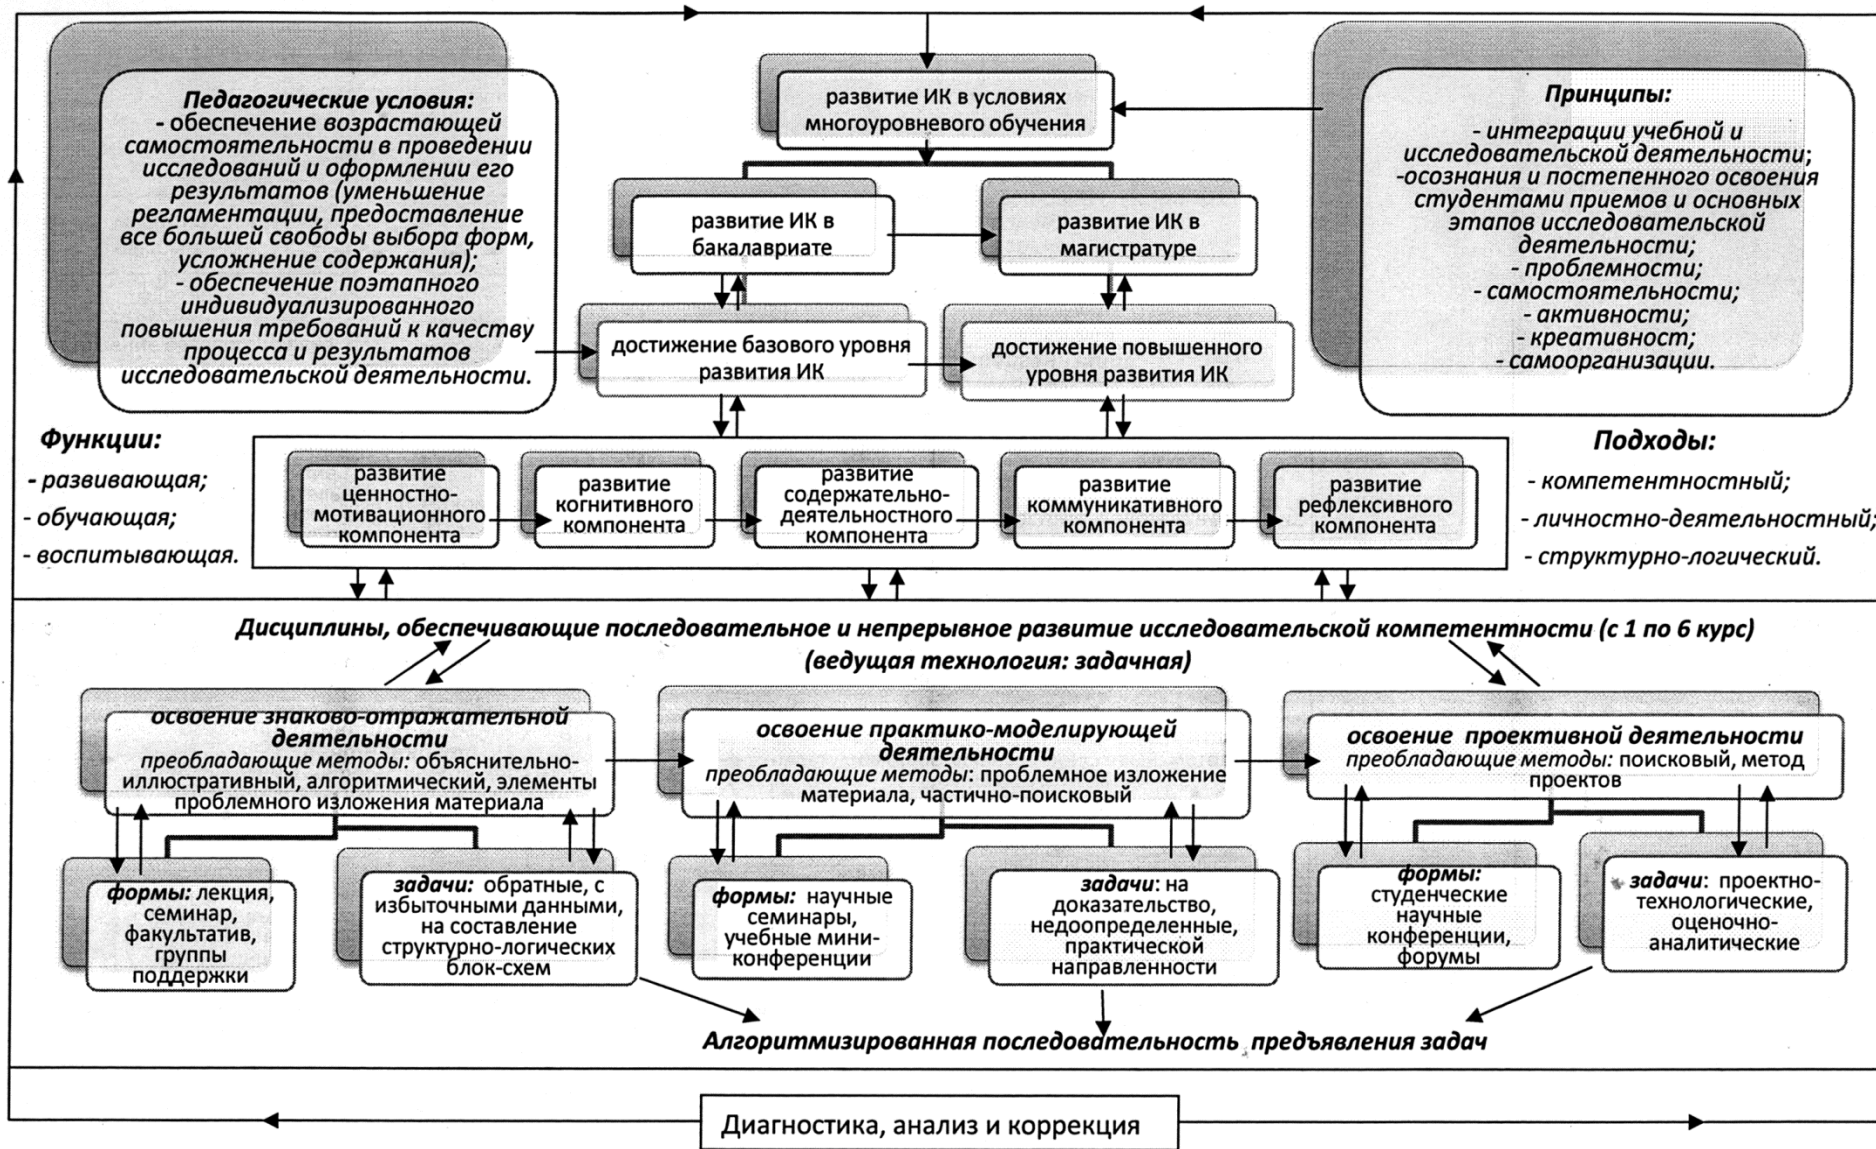 развитие ИК в условиях
многоуровневого обучения
Педагогические условия:
- обеспечение возрастающей
самостоятельности в проведении
исследований и оформлении его
результатов (уменьшение
регламентации, предоставление
все большей свободы выбора форм,
усложнение содержания);
- обеспечение поэтапного
индивидуализированного
повышения требований к качеству
процесса и результатов
исследовательской деятельности.
Принципы:
- интеграции учебной и
исследовательской деятельности;
-осознания и постепенного освоения
студентами приемов и основных
этапов исследовательской
деятельности;
- проблемности;
- самостоятельности;
- активности;
- креативность;
- самоорганизации.
развитие ИК в
бакалавриате
развитие ИК в
магистратуре
достижение базового уровня
развития ИК
достижение повышенного
уровня развития ИК
Функции:
- развивающая;
- обучающая;
- воспитывающая.
развитие
ценностно-
мотивационного
компонента
развитие
когнитивного
компонента
развитие
содержательно-
деятельностного
компонента
развитие
коммуникативного
компонента
развитие
рефлексивного
компонента
Подходы:
- компетентностный;
- личностно-деятельностный;
- структурно-логический.
Дисциплины, обеспечивающие последовательное и непрерывное развитие исследовательской компетентности (с 1 по 6 курс)
(ведущая технология: задачная)
освоение знаково-отражательной
деятельности
преобладающие методы: объяснительно-
иллюстративный, алгоритмический, элементы
проблемного изложения материала
освоение практико-моделирующей
деятельности
преобладающие методы: проблемное изложение
материала, частично-поисковый
освоение проективной деятельности
преобладающие методы: поисковый, метод
проектов
формы: лекция,
семинар,
факультатив,
группы
поддержки
задачи: обратные, с
избыточными данными,
на составление
структурно-логических
блок-схем
формы: научные
семинары,
учебные мини-
конференции
задачи: на
доказательство,
недоопределенные,
практической
направленности
формы:
студенческие
научные
конференции,
форумы
задачи: проектно-
технологические,
оценочно-
аналитические
Алгоритмизированная последовательность предъявления задач
Диагностика, анализ и коррекция